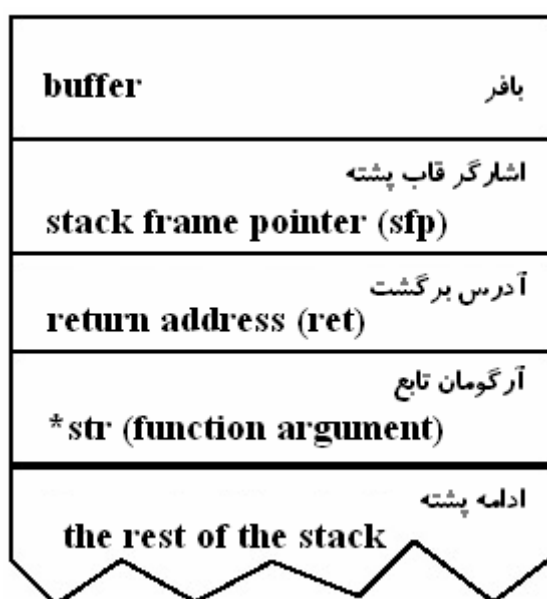 buffer بافر
اشارگر قاب پشته
stack frame pointer (sfp)
آدرس برگشت
return address (ret)
آرگومان تابع
*str (function argument)
ادامه پشته
the rest of the stack